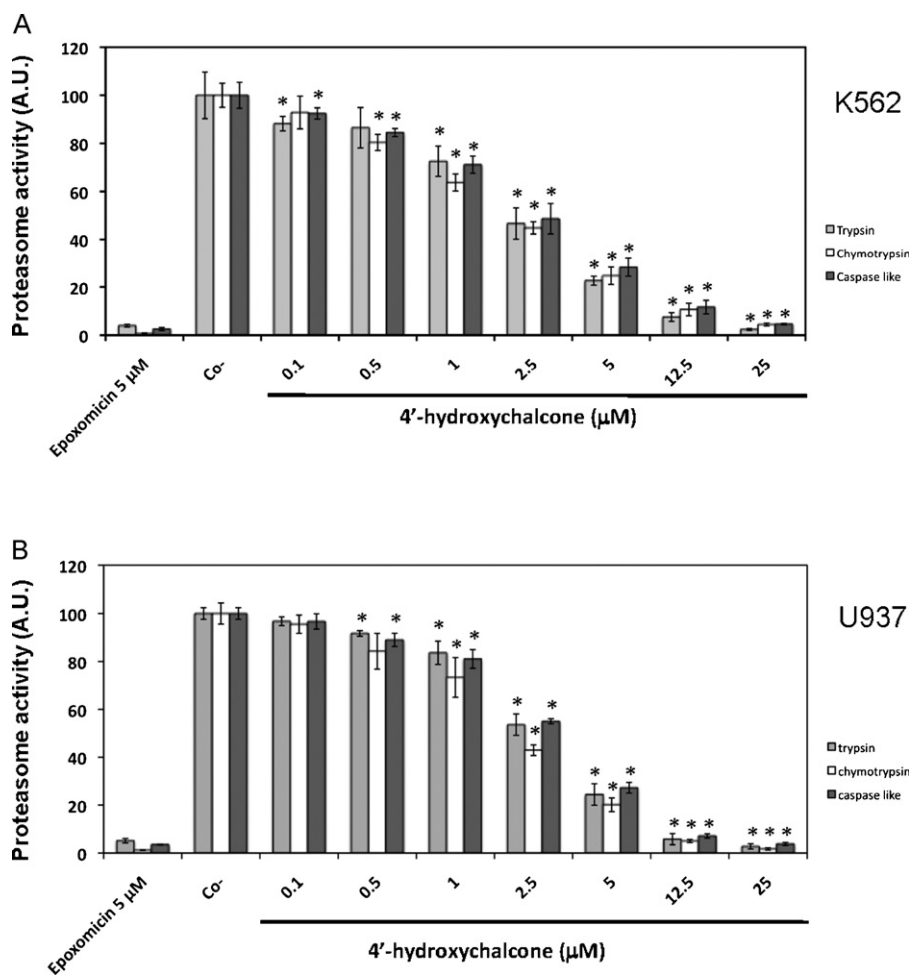 A
Proteasome activity (A.U.)
120
100
80
60
40
20
0
* * * * * * * * * * * * * * * * * * *
K562
Trypsin
Chymotrypsin
Caspase like
Epoxomicin 5 μM
Co-
0.1
0.5
1
2.5
5
12.5
25
4’-hydroxychalcone (μM)
B
Proteasome activity (A.U.)
120
100
80
60
40
20
0
* * * * * * * * * * * * * * * * *
U937
trypsin
chymotrypsin
caspase like
Epoxomicin 5 μM
Co-
0.1
0.5
1
2.5
5
12.5
25
4’-hydroxychalcone (μM)